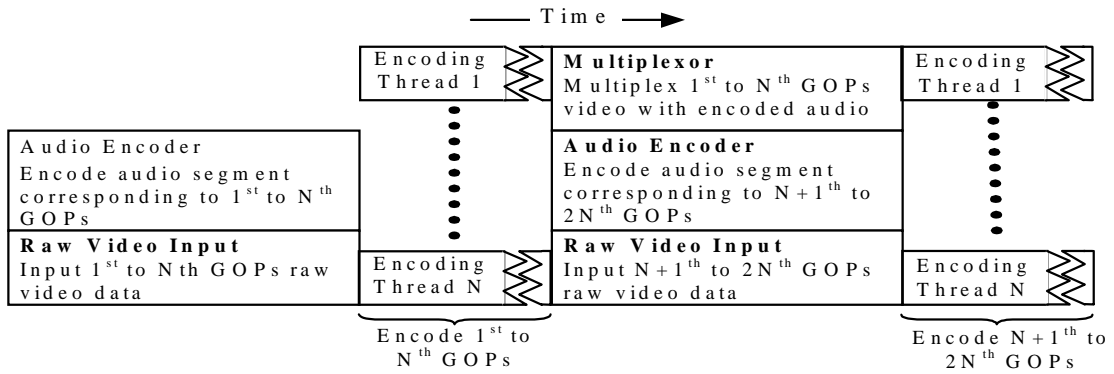 Time
Encoding
Thread 1
Multiplexor
Multiplex 1st to Nth GOPs
video with encoded audio
Encoding
Thread 1
Audio Encoder
Encode audio segment
corresponding to 1st to Nth
GOPs
Audio Encoder
Encode audio segment
corresponding to N+1th to
2Nth GOPs
Raw Video Input
Input 1st to Nth GOPs raw
video data
Encoding
Thread N
Raw Video Input
Input N+1th to 2Nth GOPs
raw video data
Encoding
Thread N
Encode 1st to
Nth GOPs
Encode N+1th to
2Nth GOPs